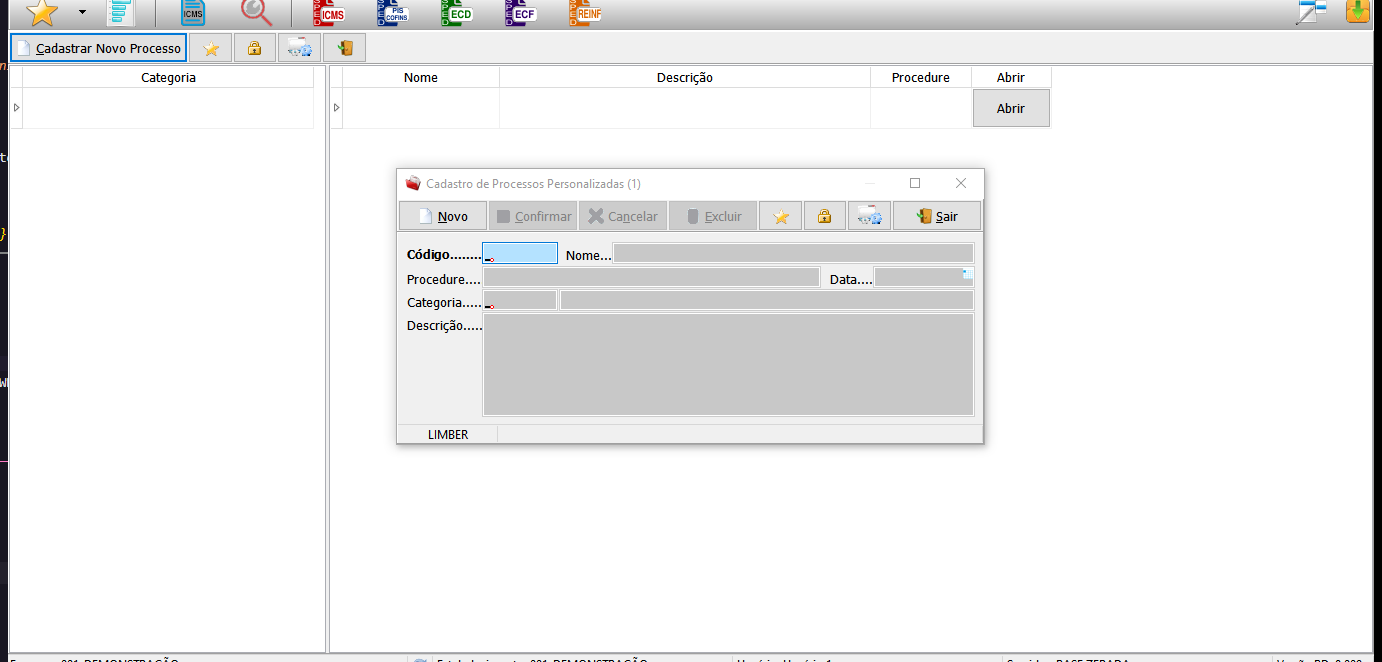 ICMS ICMS PIS COFINS ECD ECF REINF
Cadastrar Novo Processo
Categoria Nome Descrição Procedure Abrir
Abrir
Cadastro de Processos Personalizadas (1)
Novo Confirmar Cancelar Excluir Sair
Código........ Nome...
Procedure.... Data....
Categoria.....
Descrição.....
LIMBER